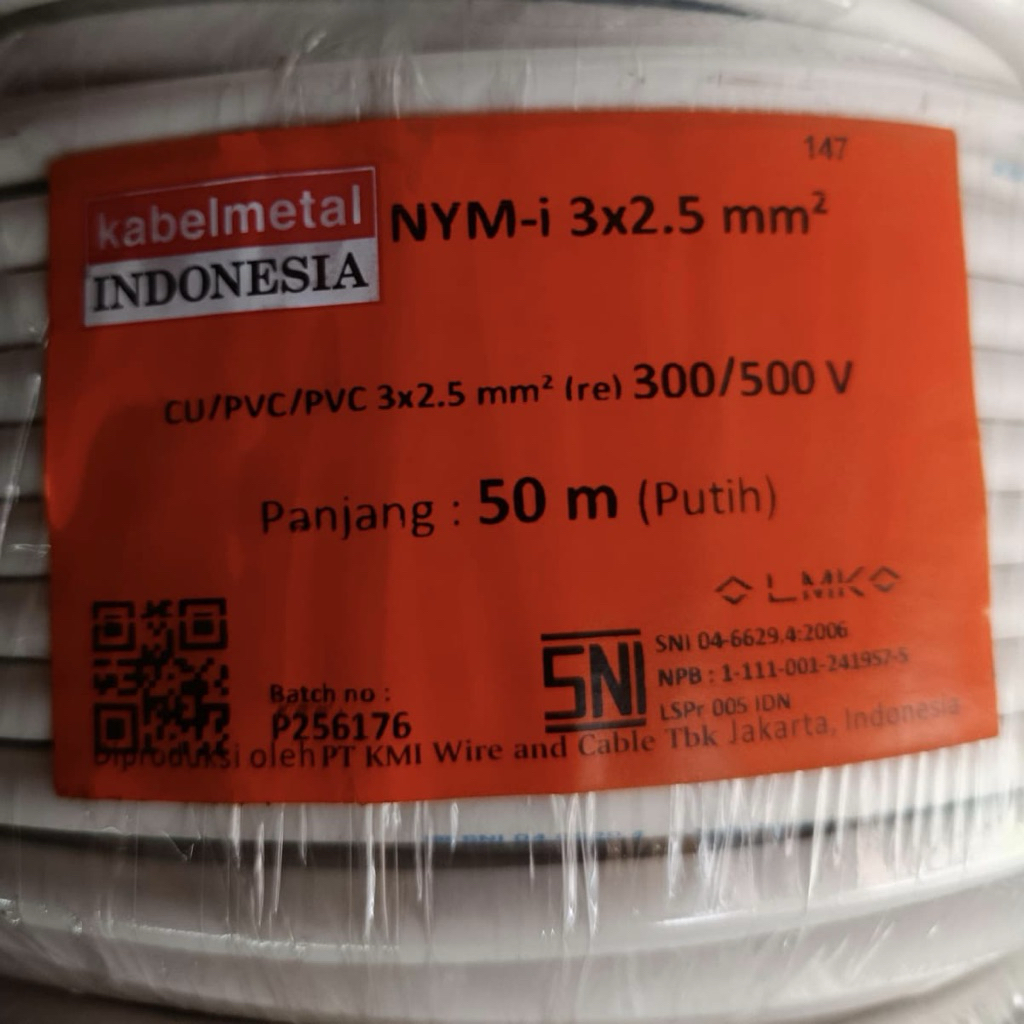 147
kabelmetal
INDONESIA
NYM-i 3x2.5 mm²
CU/PVC/PVC 3x2.5 mm² (re) 300/500 V
Panjang : 50 m (Putih)
LMK
SNI
SNI 04-6629.4:2006
NPB : 1-111-001-241957-5
LSPr 005 IDN
Batch no :
P256176
Diproduksi oleh PT KMI Wire and Cable Tbk Jakarta, Indonesia